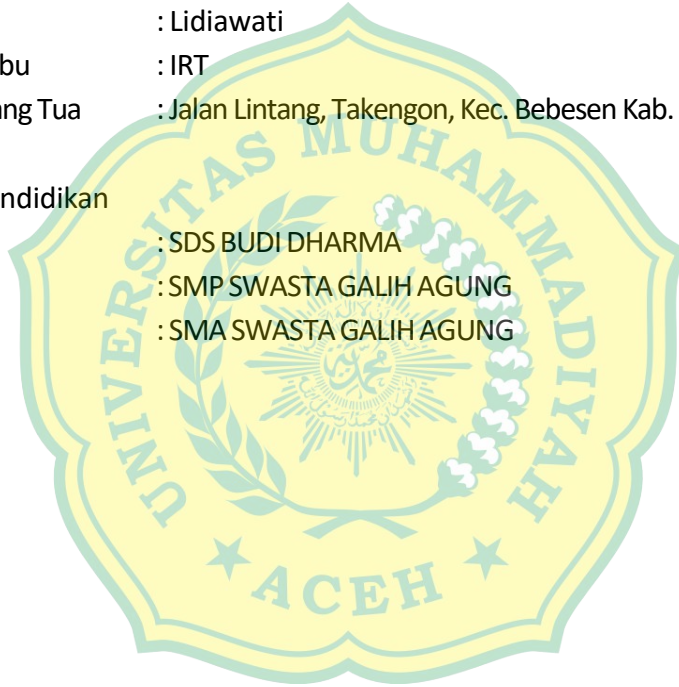 : Lidiawati
bu : IRT
ng Tua : Jalan Lintang, Takengon, Kec. Bebesen Kab.
ndidikan
: SDS BUDI DHARMA
: SMP SWASTA GALIH AGUNG
: SMA SWASTA GALIH AGUNG
UNIVERSITAS MUHAMMADIYAH
ACEH